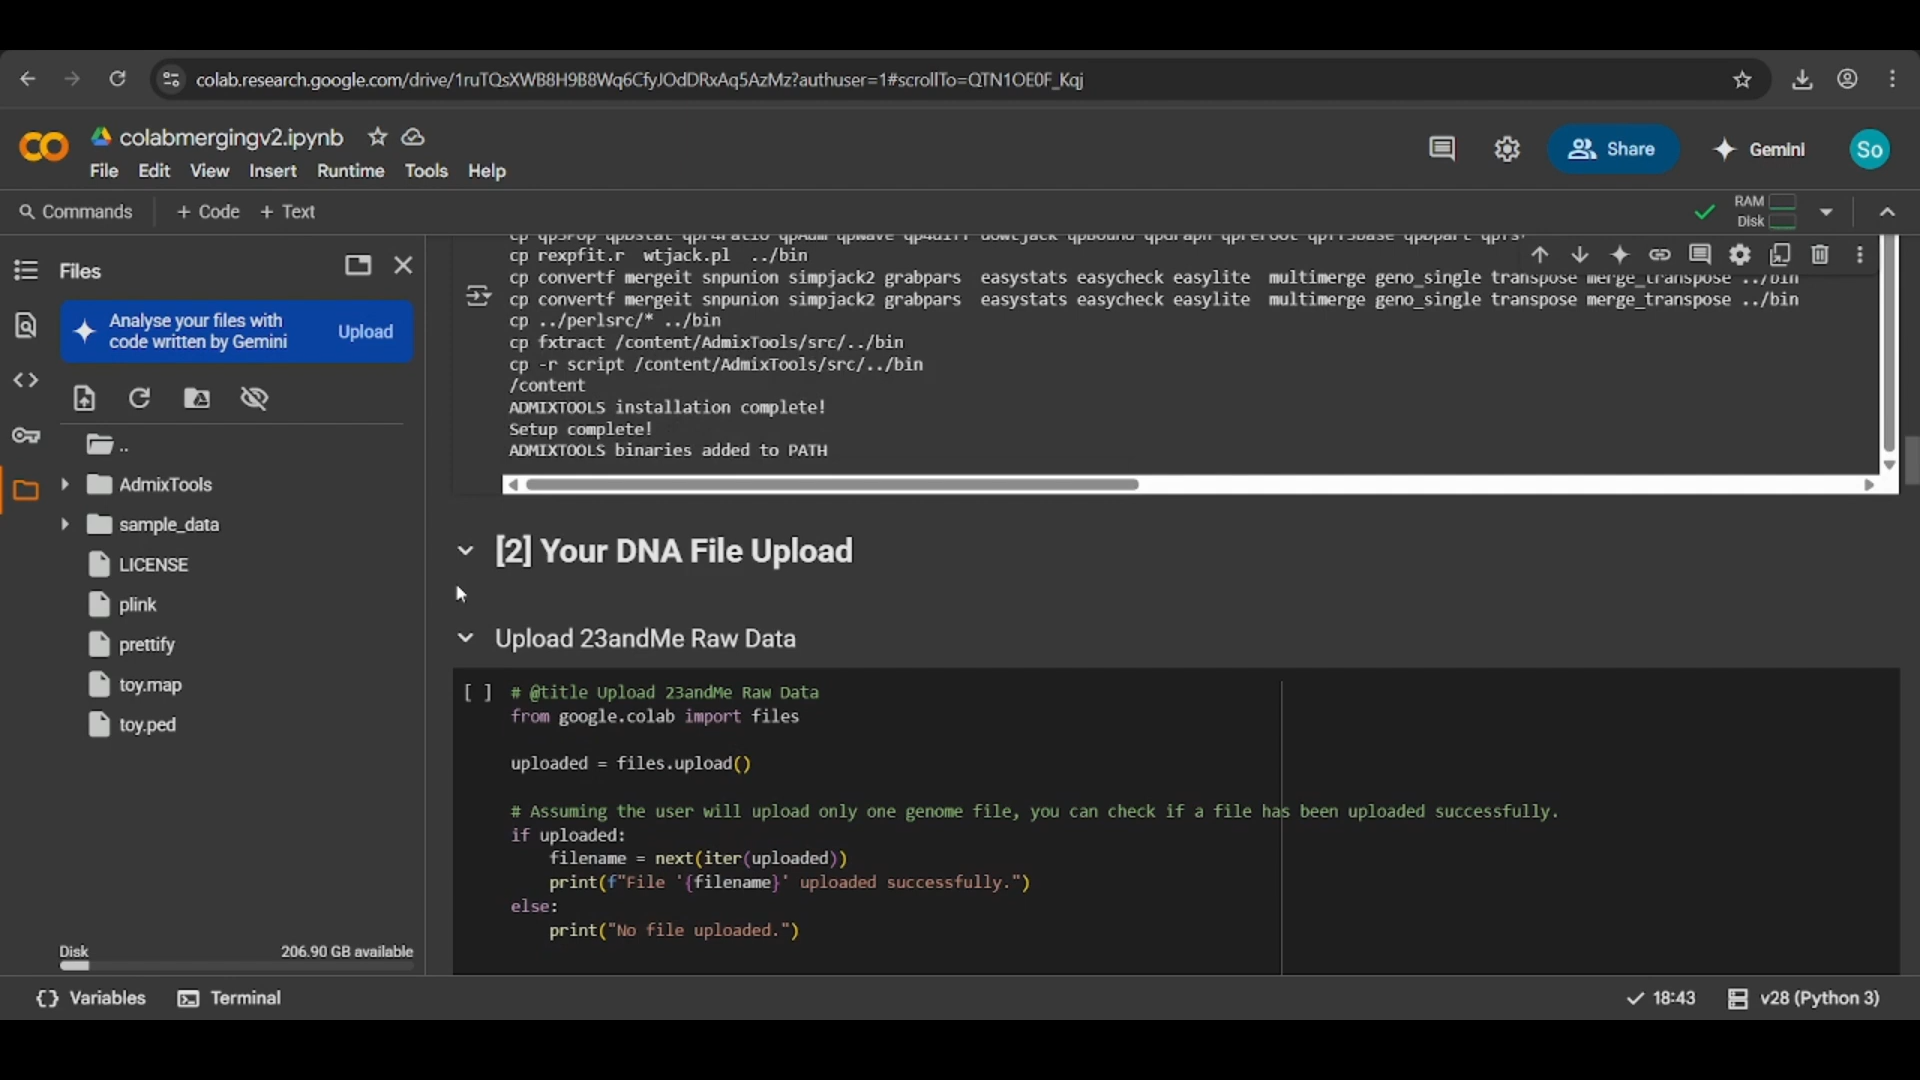 colab.research.google.com/drive/1ruTQsXWB8H9B8Wq6CfyJOdDRxAq5AzMz?authuser=1#scrollTo=QTN1OE0F_Kqj
colabmergingv2.ipynb
File Edit View Insert Runtime Tools Help
Share
Gemini
So
Commands + Code + Text
RAM
Disk
Files
Analyse your files with
code written by Gemini
Upload
..
AdmixTools
sample_data
LICENSE
plink
prettify
toy.map
toy.ped
Disk 206.90 GB available
cp rexpfit.r wtjack.pl ../bin
cp convertf mergeit snpunion simpjack2 grabpars easystats easycheck easylite multimerge geno_single transpose merge_transpose ../bin
cp convertf mergeit snpunion simpjack2 grabpars easystats easycheck easylite multimerge geno_single transpose merge_transpose ../bin
cp ../perlsrc/* ../bin
cp fxtract /content/AdmixTools/src/../bin
cp -r script /content/AdmixTools/src/../bin
/content
ADMIXTOOLS installation complete!
Setup complete!
ADMIXTOOLS binaries added to PATH
[2] Your DNA File Upload
Upload 23andMe Raw Data
[ ] # @title Upload 23andMe Raw Data
from google.colab import files
uploaded = files.upload()
# Assuming the user will upload only one genome file, you can check if a file has been uploaded successfully.
if uploaded:
filename = next(iter(uploaded))
print(f"File '{filename}' uploaded successfully.")
else:
print("No file uploaded.")
{} Variables
Terminal
18:43
v28 (Python 3)